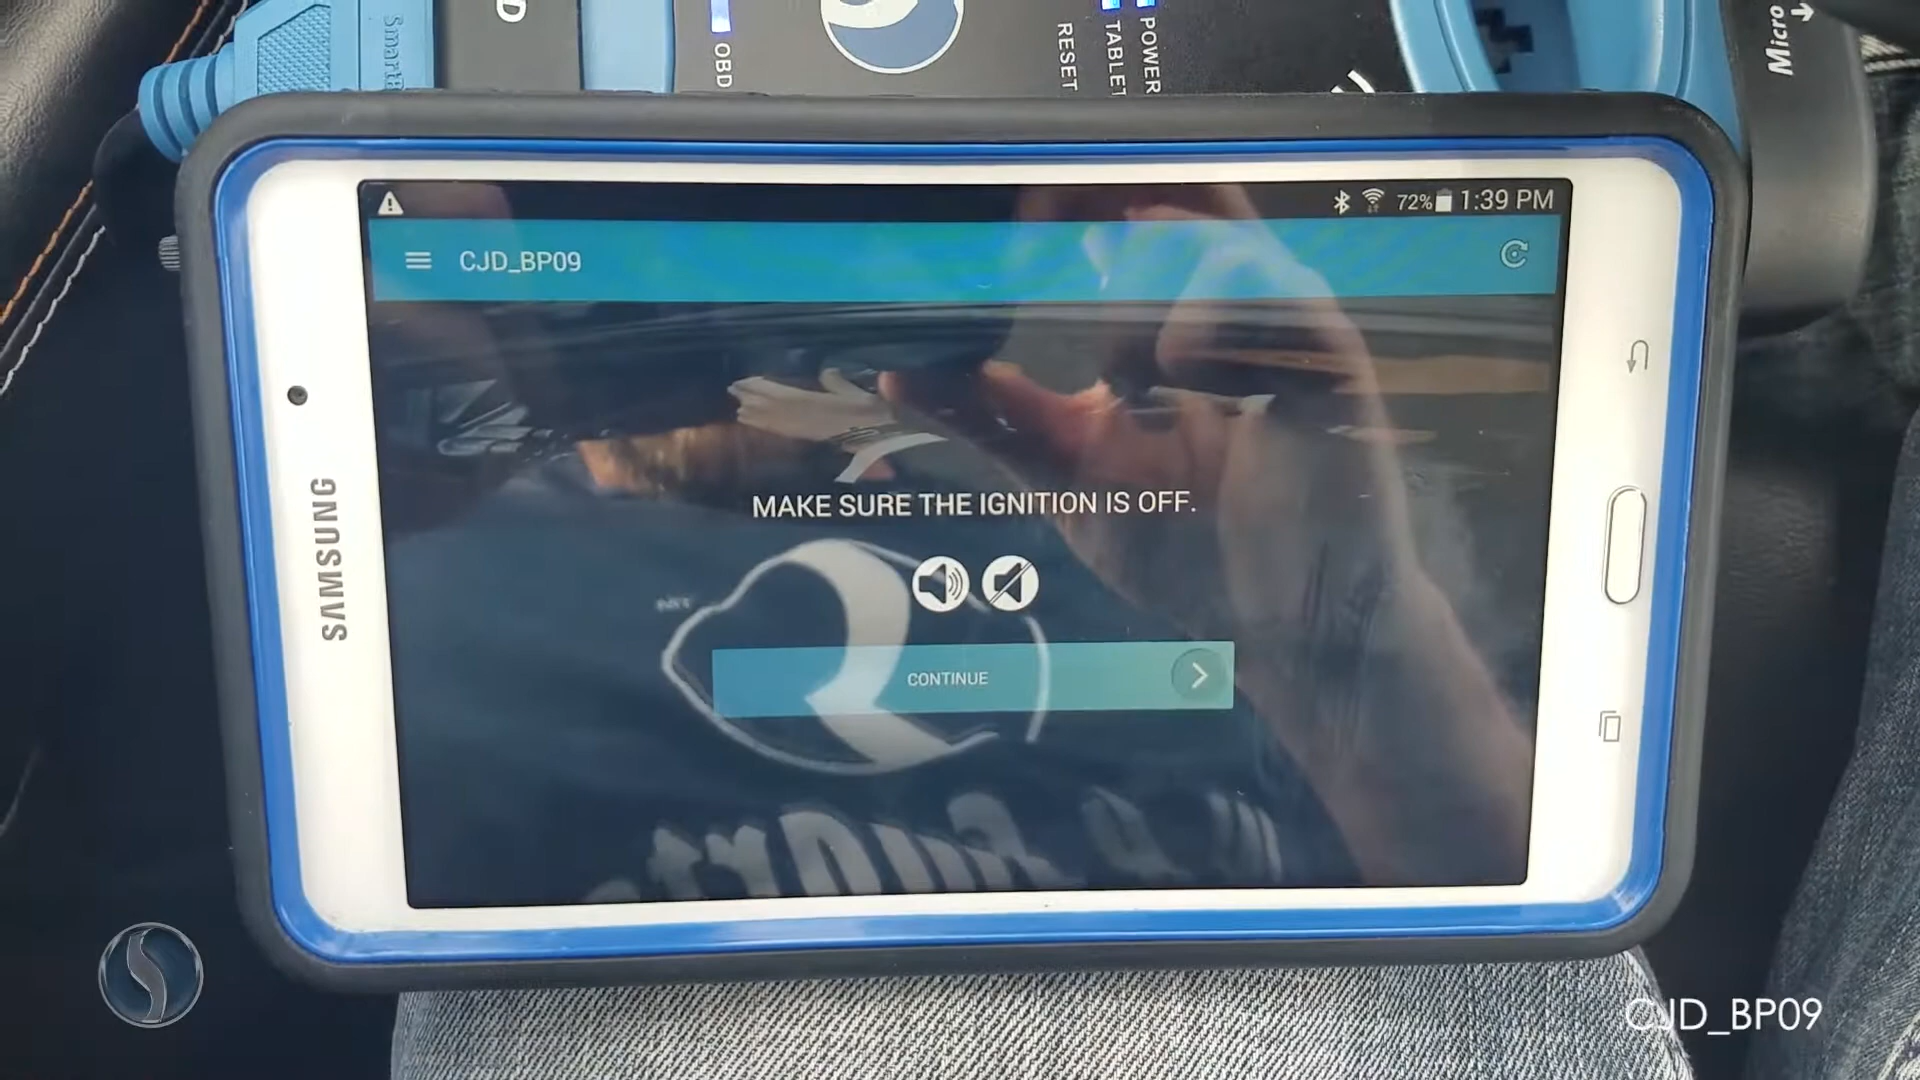 D
SmartB
OBD
RESET
TABLET
POWER
Micro
72% 1:39 PM
CJD_BP09
MAKE SURE THE IGNITION IS OFF.
CONTINUE
SAMSUNG
CJD_BP09